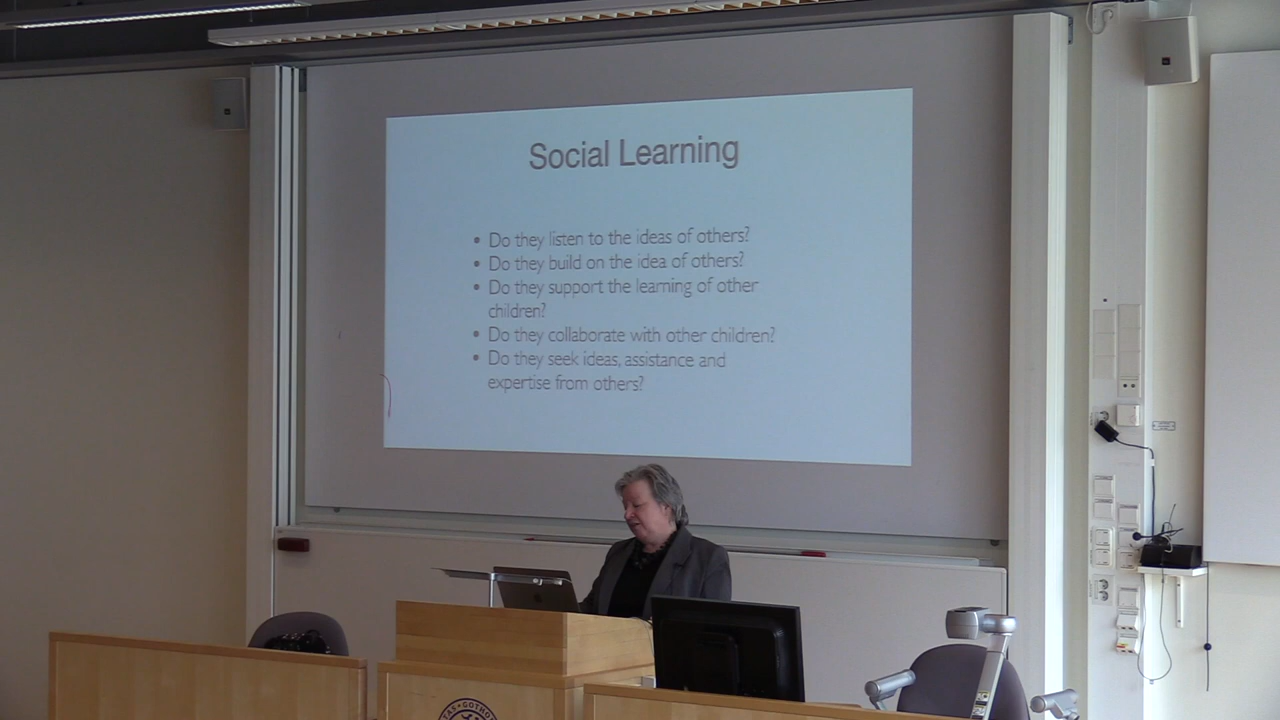 Social Learning
• Do they listen to the ideas of others?
• Do they build on the idea of others?
• Do they support the learning of other
children?
• Do they collaborate with other children?
• Do they seek ideas, assistance and
expertise from others?